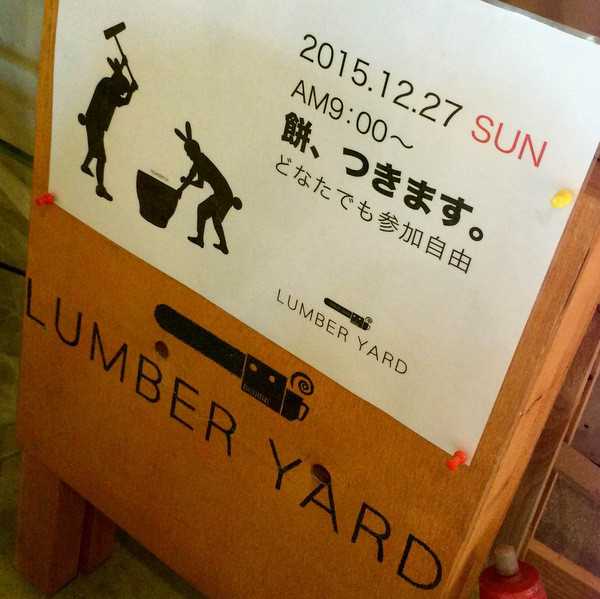 2015.12.27 SUN
AM9:00～
餅、つきます。
どなたでも参加自由
LUMBER YARD
LUMBER YARD